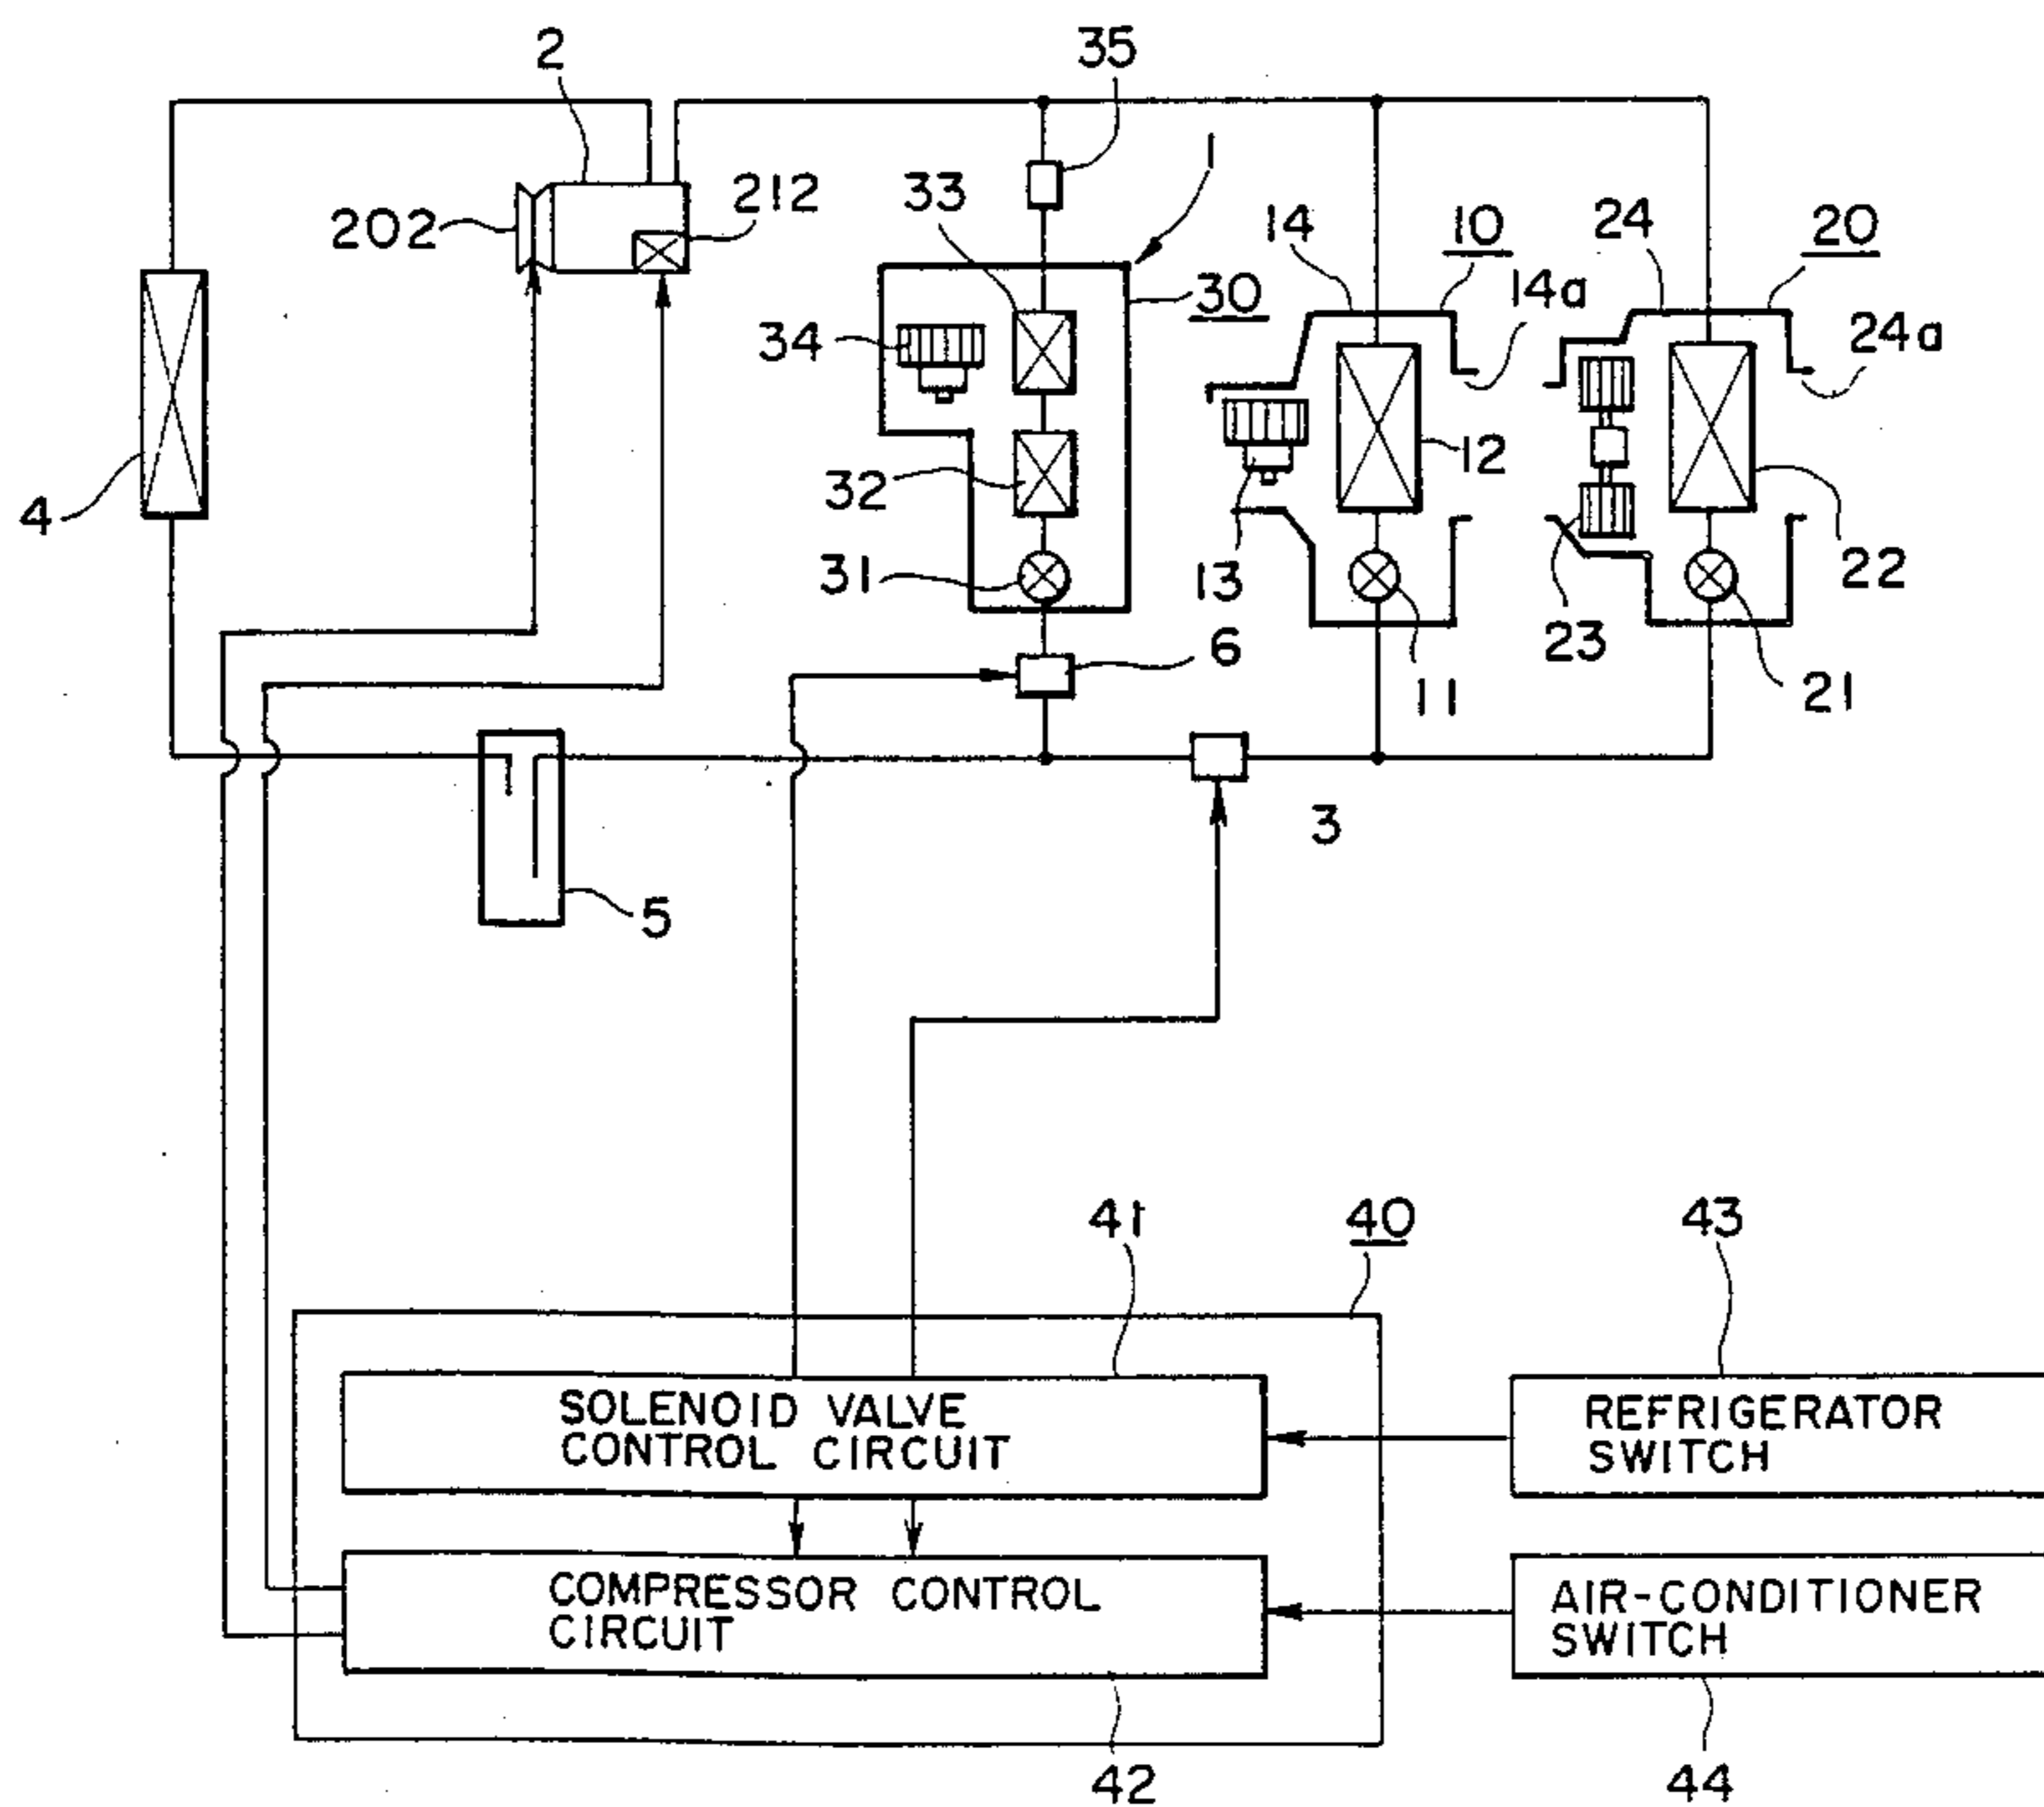 2
35
1
33
212
202
14
10
24
20
14a
24a
30
34
12
32
4
31
13
22
6
23
11
21
3
5
41
40
43
SOLENOID VALVE
CONTROL CIRCUIT
REFRIGERATOR
SWITCH
COMPRESSOR CONTROL
CIRCUIT
AIR-CONDITIONER
SWITCH
42
44